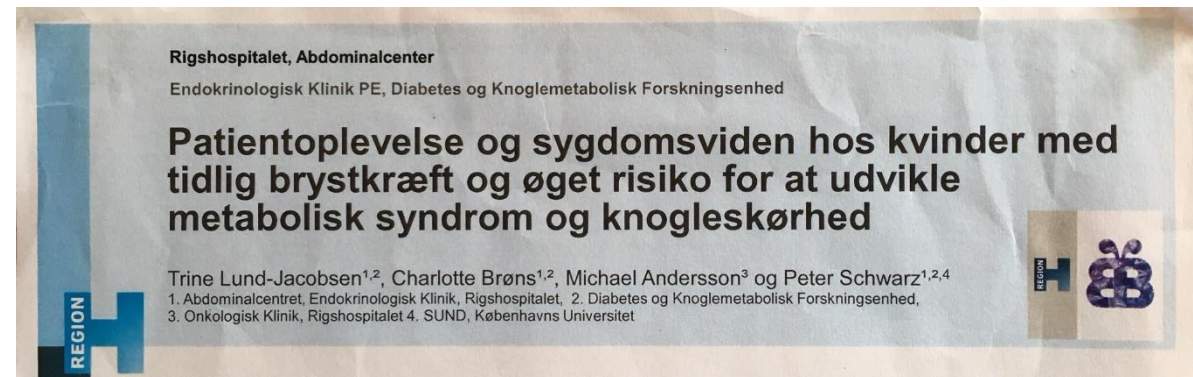 Rigshospitalet, Abdominalcenter
Endokrinologisk Klinik PE, Diabetes og Knoglemetabolisk Forskningsenhed
Patientoplevelse og sygdomsviden hos kvinder med
tidlig brystkræft og øget risiko for at udvikle
metabolisk syndrom og knogleskørhed
Trine Lund-Jacobsen¹,², Charlotte Brøns¹,², Michael Andersson³ og Peter Schwarz¹,²,⁴
1. Abdominalcentret, Endokrinologisk Klinik, Rigshospitalet, 2. Diabetes og Knoglemetabolisk Forskningsenhed,
3. Onkologisk Klinik, Rigshospitalet 4. SUND, Københavns Universitet
REGION H
REGION H